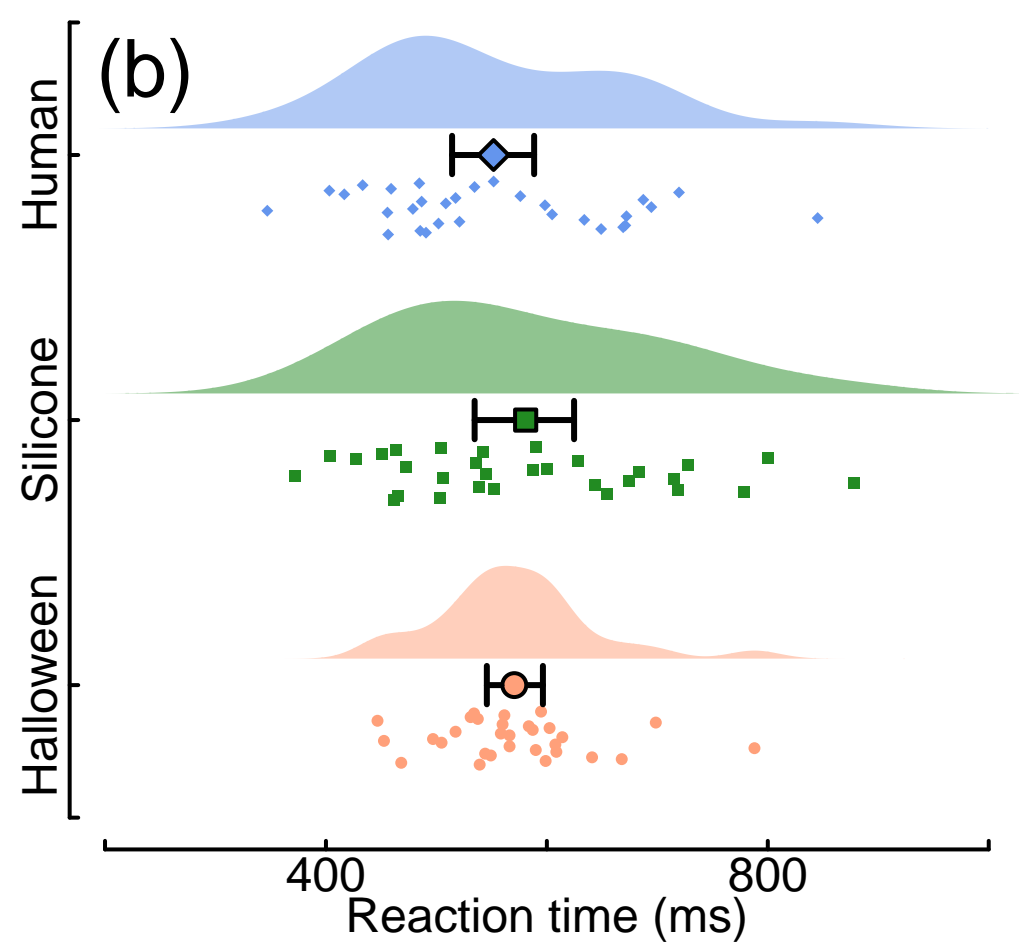 (b)
Human
Silicone
Halloween
400 800
Reaction time (ms)